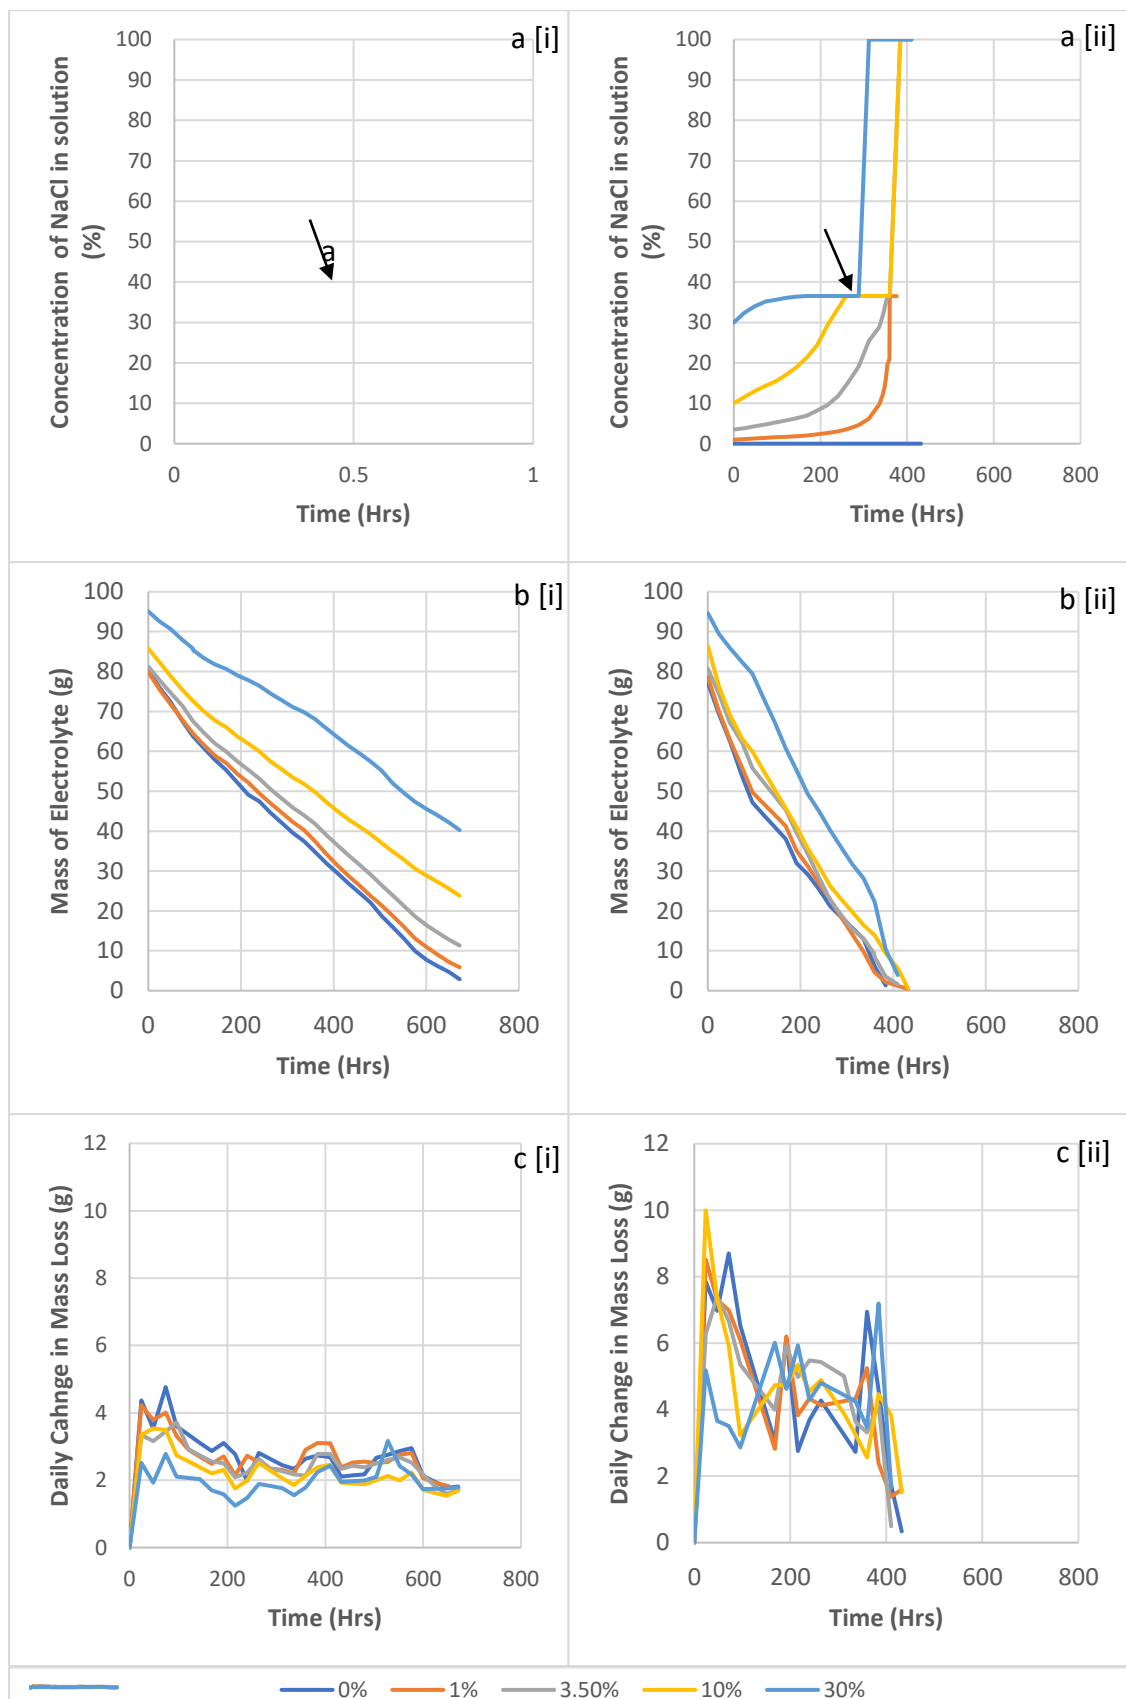 a [i]
Concentration of NaCl in solution
(%)
100
90
80
70
60
50
40
30
20
10
0
a
0 0.5 1
Time (Hrs)
a [ii]
Concentration of NaCl in solution
(%)
100
90
80
70
60
50
40
30
20
10
0
0 200 400 600 800
Time (Hrs)
b [i]
Mass of Electrolyte (g)
100
90
80
70
60
50
40
30
20
10
0
0 200 400 600 800
Time (Hrs)
b [ii]
Mass of Electrolyte (g)
100
90
80
70
60
50
40
30
20
10
0
0 200 400 600 800
Time (Hrs)
c [i]
Daily Cahnge in Mass Loss (g)
12
10
8
6
4
2
0
0 200 400 600 800
Time (Hrs)
c [ii]
Daily Change in Mass Loss (g)
12
10
8
6
4
2
0
0 200 400 600 800
Time (Hrs)
0% 1% 3.50% 10% 30%